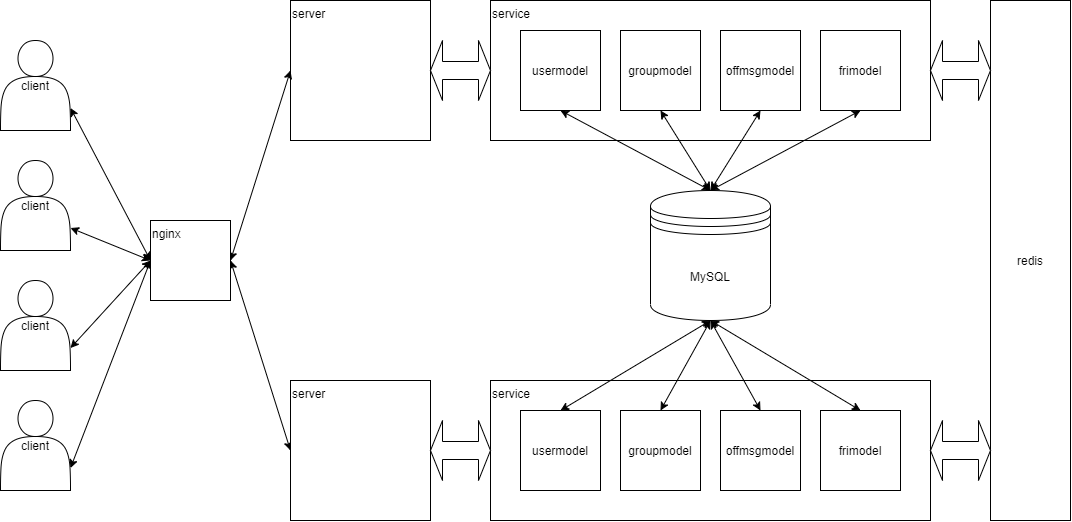 server
service
client
usermodel
groupmodel
offmsgmodel
frimodel
client
nginx
redis
MySQL
client
server
service
client
usermodel
groupmodel
offmsgmodel
frimodel